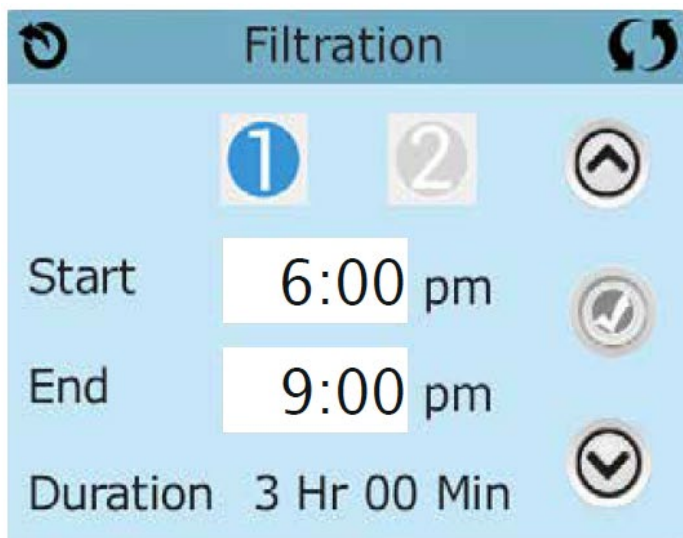 Filtration
1 2
Start 6:00 pm
End 9:00 pm
Duration 3 Hr 00 Min